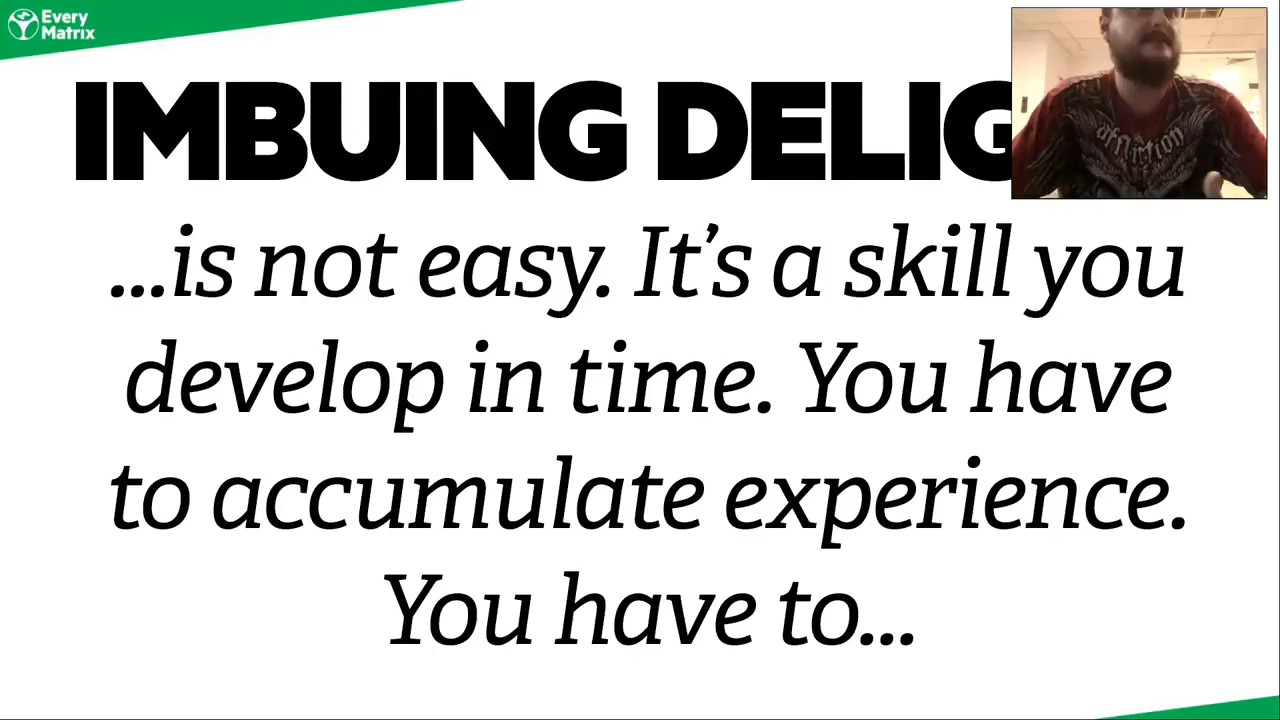 Every
Matrix
IMBUING DELIG
...is not easy. It’s a skill you
develop in time. You have
to accumulate experience.
You have to...
affliction